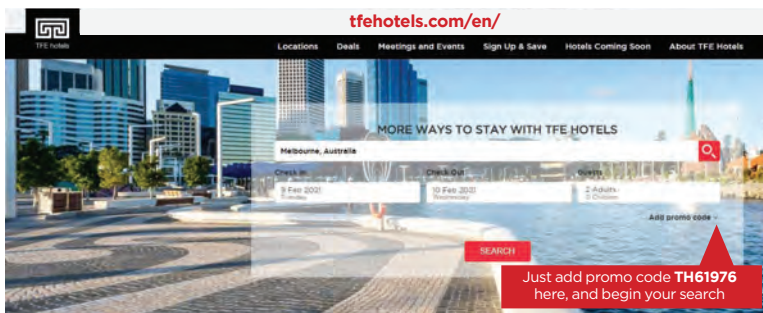 tfehotels.com/en/
TFE hotels
Locations Deals Meetings and Events Sign Up & Save Hotels Coming Soon About TFE Hotels
MORE WAYS TO STAY WITH TFE HOTELS
Melbourne, Australia
Check In Check Out Guests
9 Feb 2021 10 Feb 2021 2 Adults
Tuesday Wednesday 0 Children
Add promo code
SEARCH
Just add promo code TH61976
here, and begin your search